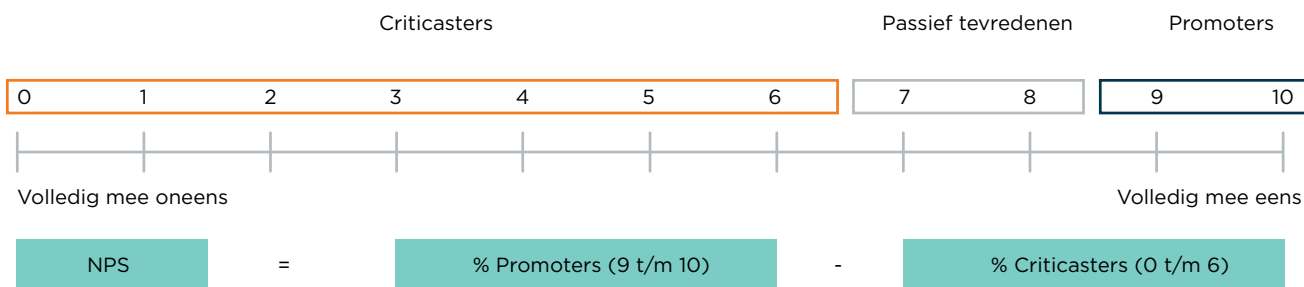 Criticasters Passief tevredenen Promoters
0 1 2 3 4 5 6 7 8 9 10
Volledig mee oneens Volledig mee eens
NPS = % Promoters (9 t/m 10) - % Criticasters (0 t/m 6)